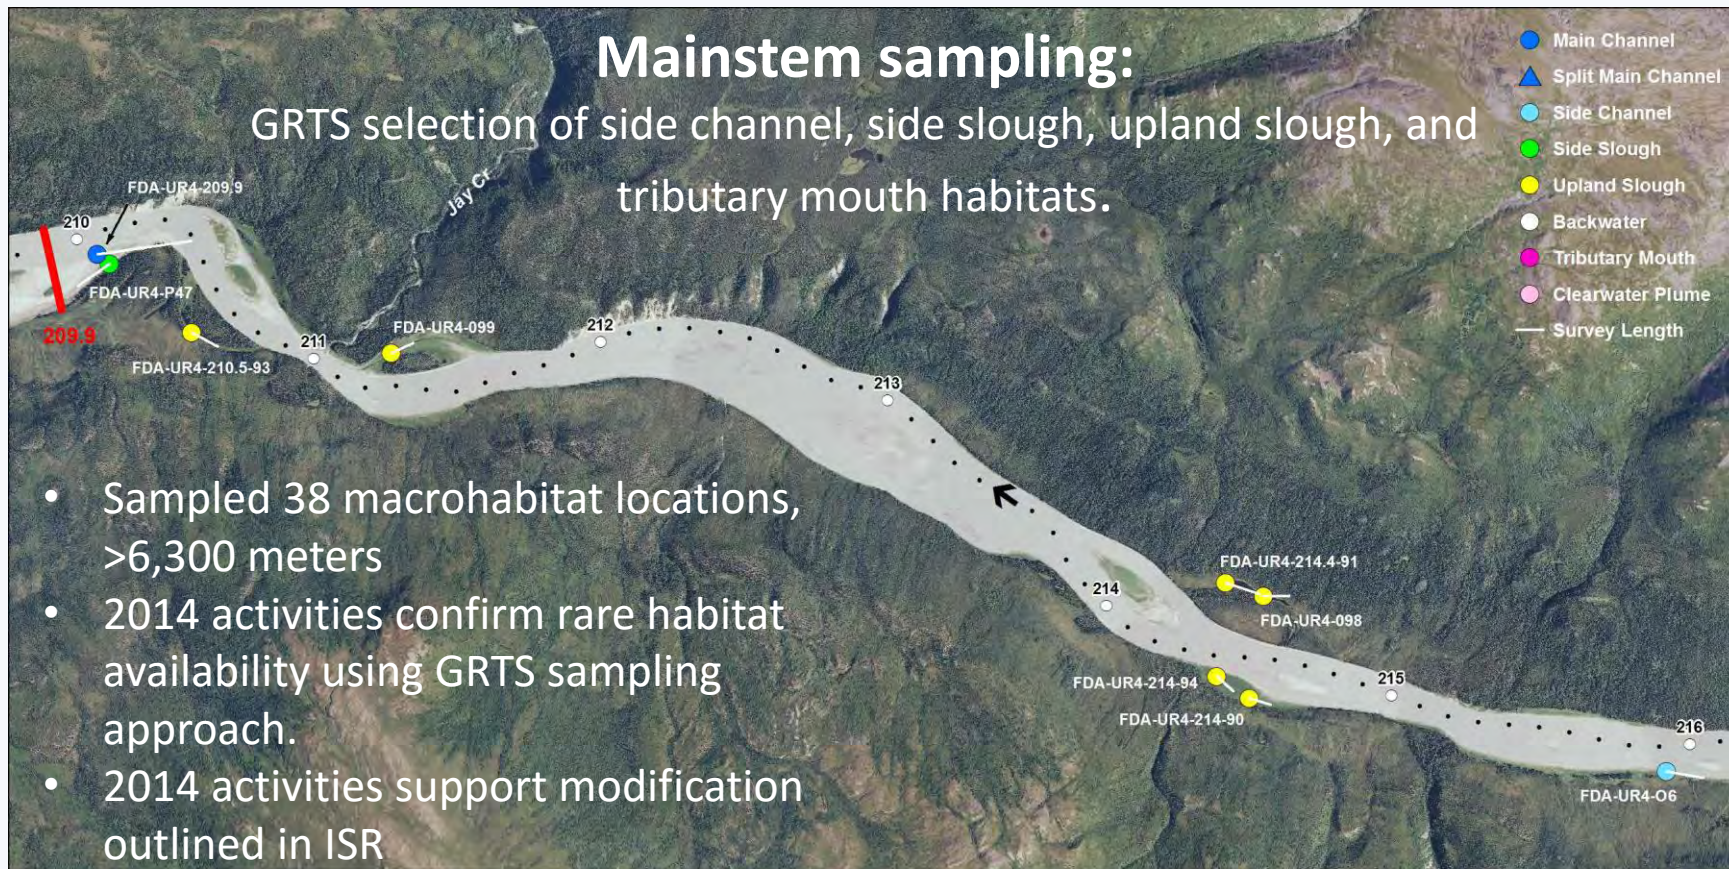 Mainstem sampling:
GRTS selection of side channel, side slough, upland slough, and
tributary mouth habitats.
Main Channel
Split Main Channel
Side Channel
Side Slough
Upland Slough
Backwater
Tributary Mouth
Clearwater Plume
Survey Length
Jay Cr
FDA-UR4-209.9
210
FDA-UR4-P47
209.9
FDA-UR4-210.5-93
211
FDA-UR4-099
212
213
214
FDA-UR4-214.4-91
FDA-UR4-098
FDA-UR4-214-94
FDA-UR4-214-90
215
216
FDA-UR4-O6
• Sampled 38 macrohabitat locations,
>6,300 meters
• 2014 activities confirm rare habitat
availability using GRTS sampling
approach.
• 2014 activities support modification
outlined in ISR